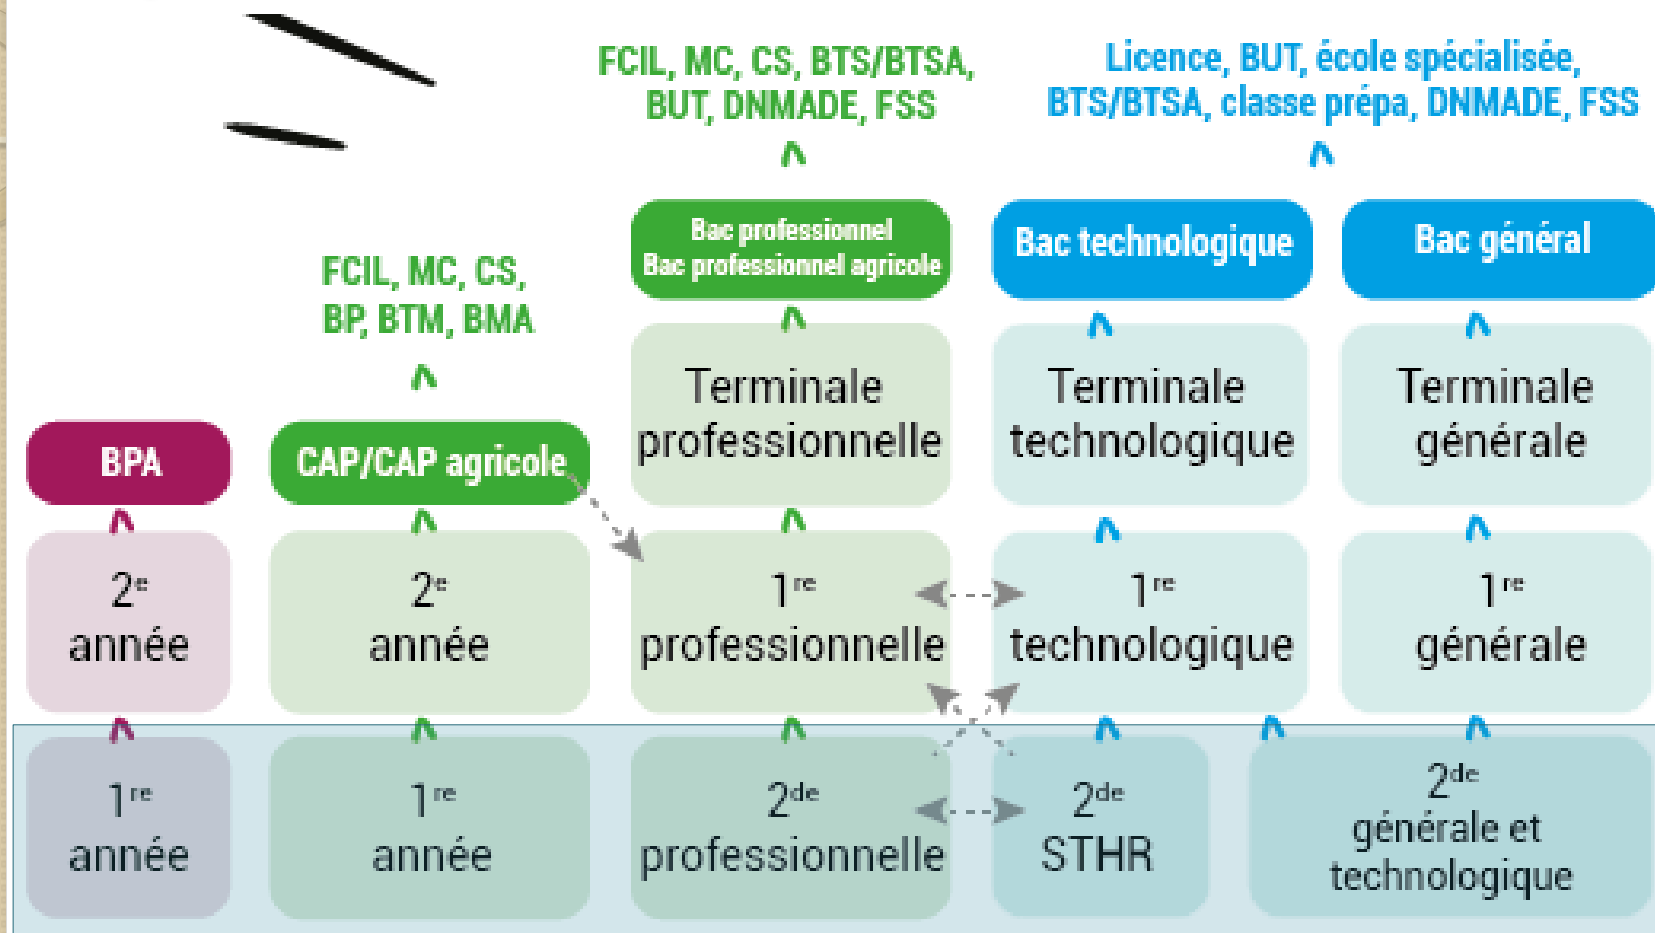 FCIL, MC, CS, BTS/BTSA,
BUT, DNMADE, FSS
Licence, BUT, école spécialisée,
BTS/BTSA, classe prépa, DNMADE, FSS
Bac professionnel
Bac professionnel agricole
Bac technologique
Bac général
FCIL, MC, CS,
BP, BTM, BMA
Terminale
professionnelle
Terminale
technologique
Terminale
générale
BPA
CAP/CAP agricole
2e
année
2e
année
1re
professionnelle
1re
technologique
1re
générale
1re
année
1re
année
2de
professionnelle
2de
STHR
2de
générale et
technologique